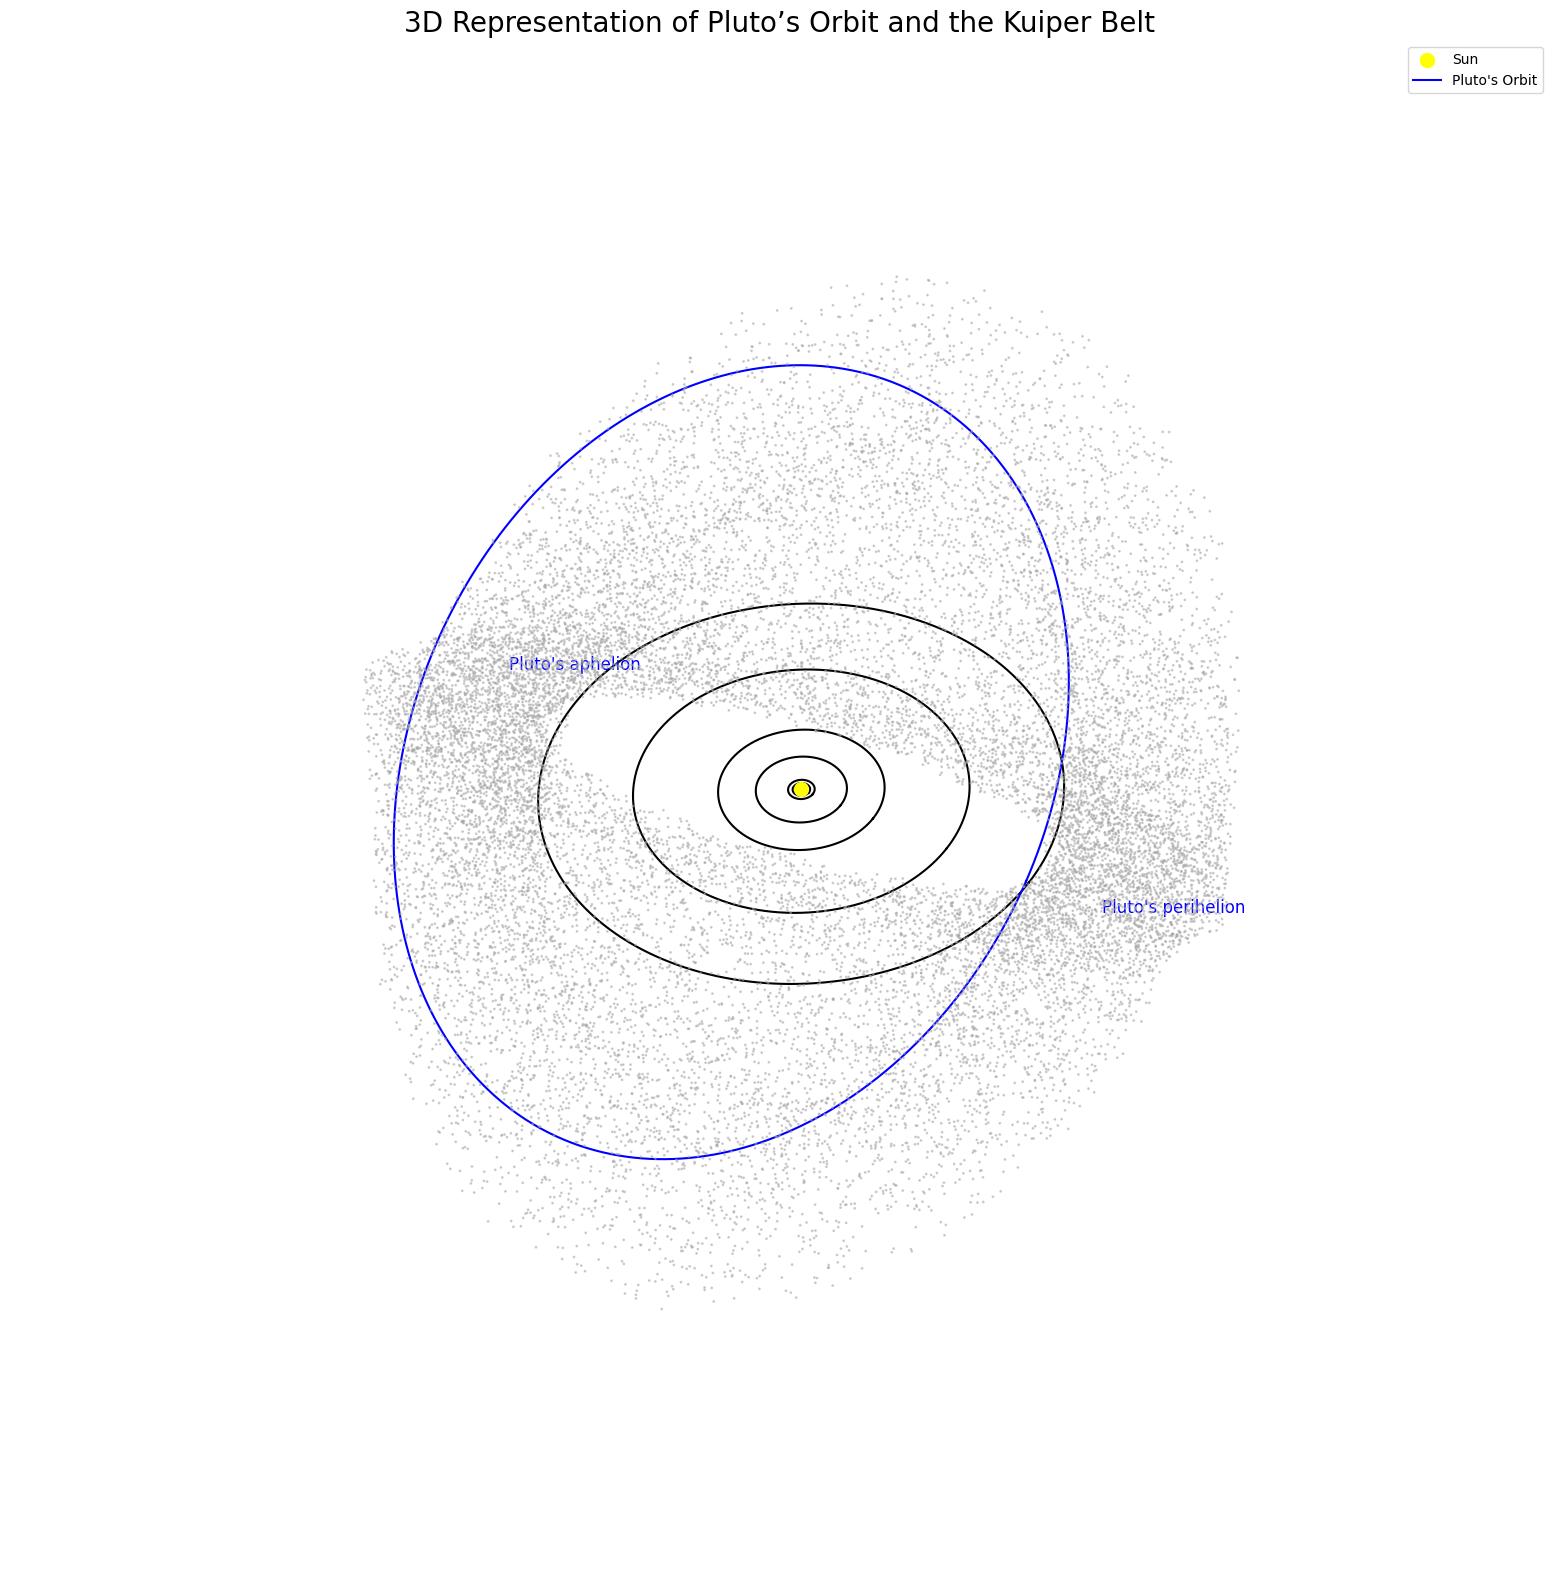 3D Representation of Pluto’s Orbit and the Kuiper Belt
Sun
Pluto's Orbit
Pluto's aphelion
Pluto's perihelion